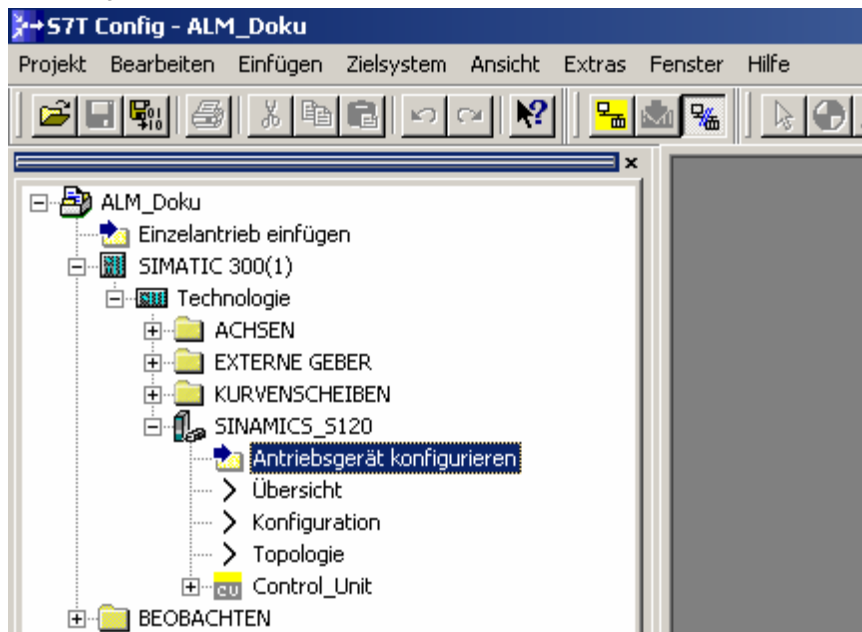 S7T Config - ALM_Doku
Projekt Bearbeiten Einfügen Zielsystem Ansicht Extras Fenster Hilfe
ALM_Doku
Einzelantrieb einfügen
SIMATIC 300(1)
Technologie
ACHSEN
EXTERNE GEBER
KURVENSCHEIBEN
SINAMICS_S120
Antriebsgerät konfigurieren
Übersicht
Konfiguration
Topologie
Control_Unit
BEOBACHTEN